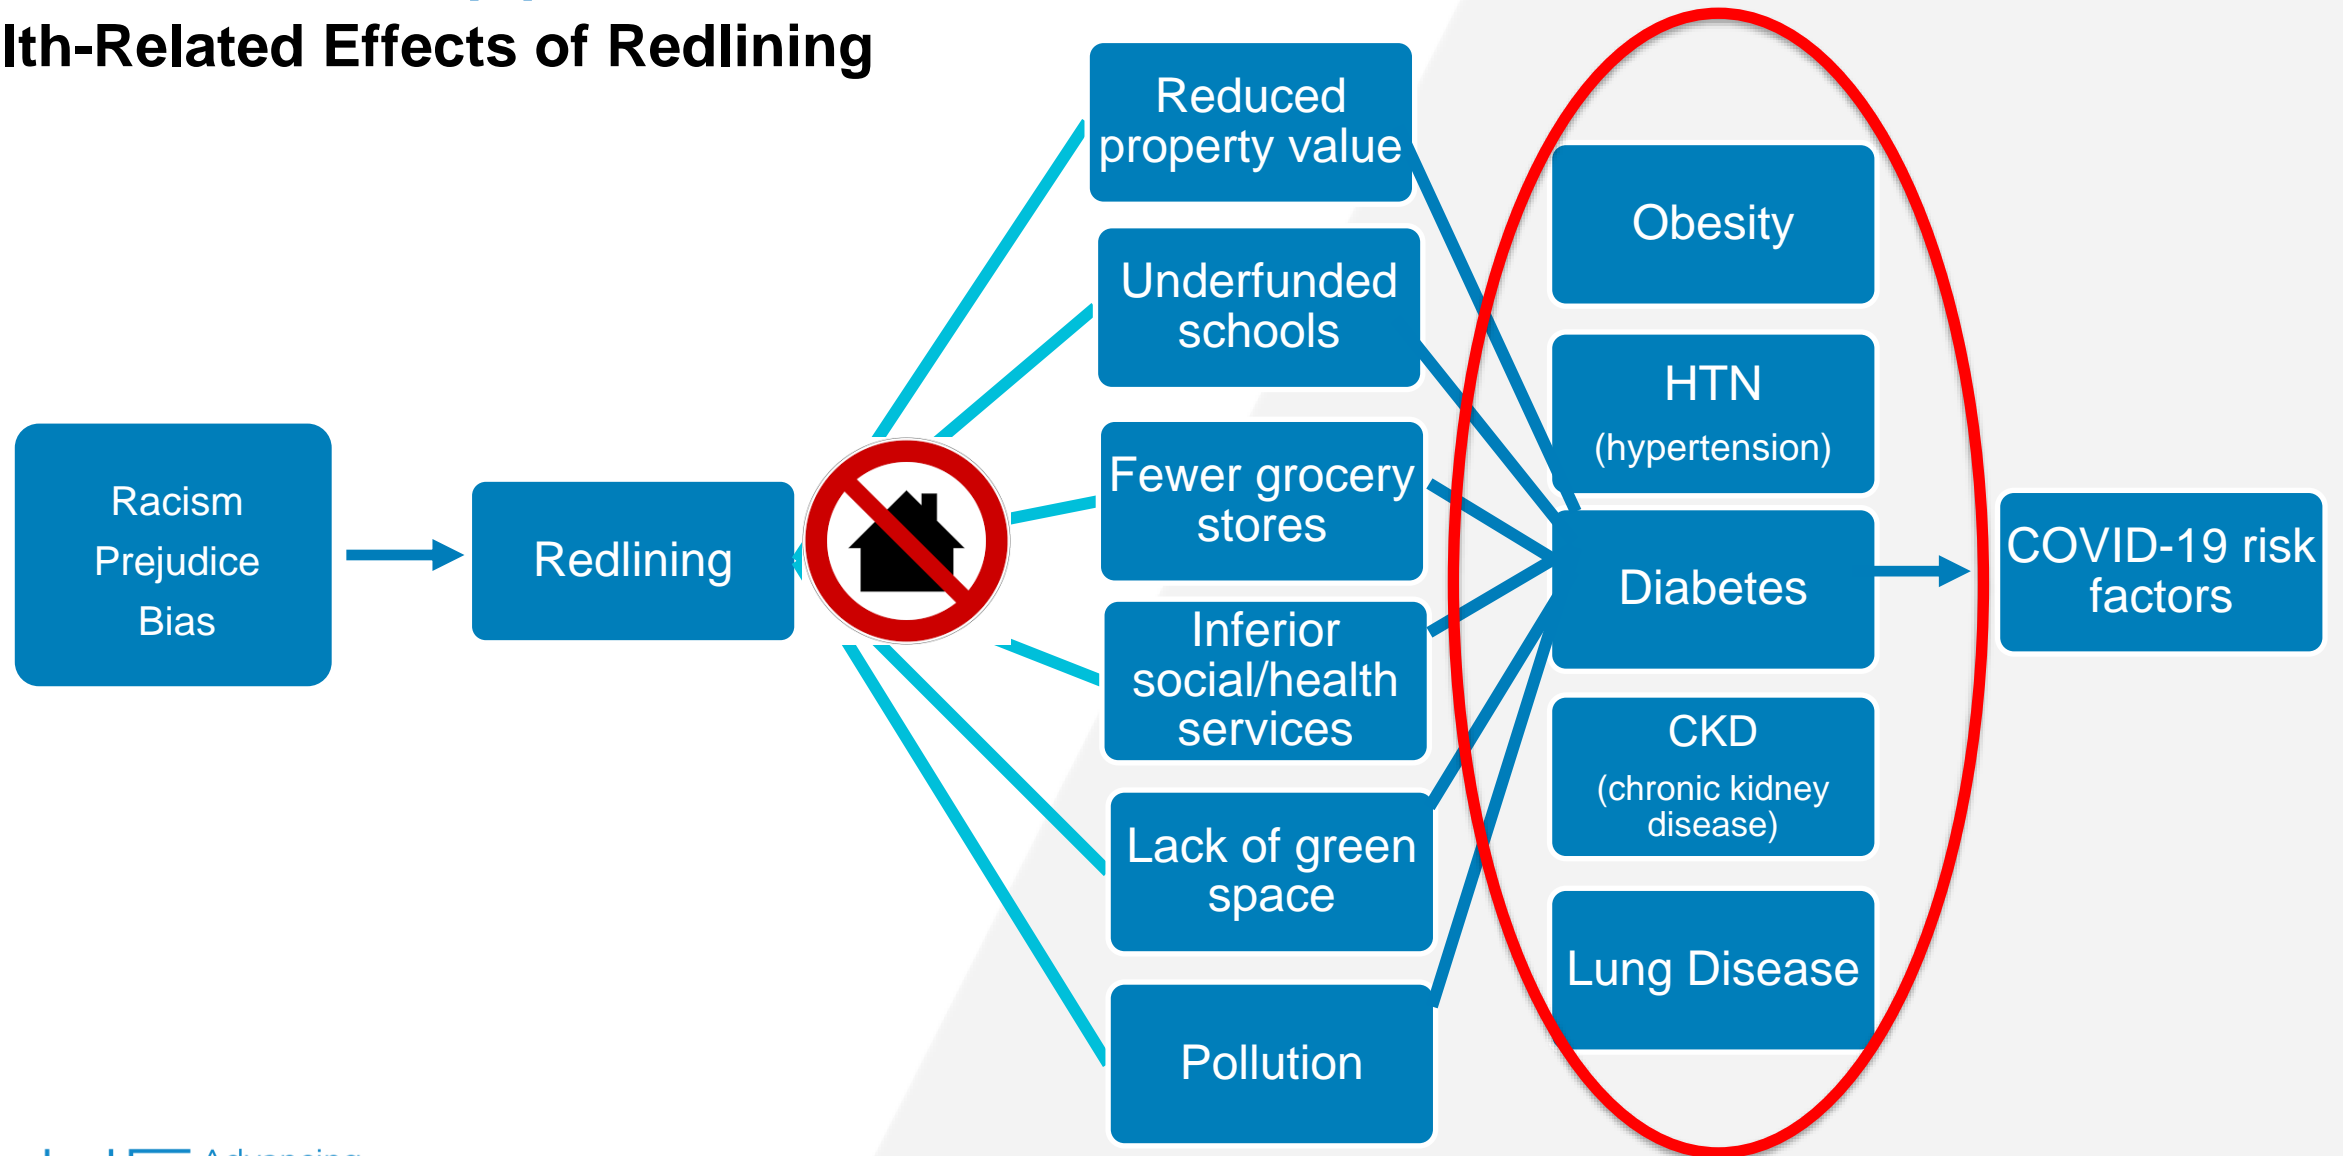 lth-Related Effects of Redlining
Racism
Prejudice
Bias
Redlining
Reduced
property value
Underfunded
schools
Fewer grocery
stores
Inferior
social/health
services
Lack of green
space
Pollution
Obesity
HTN
(hypertension)
Diabetes
CKD
(chronic kidney
disease)
Lung Disease
COVID-19 risk
factors
Advancing